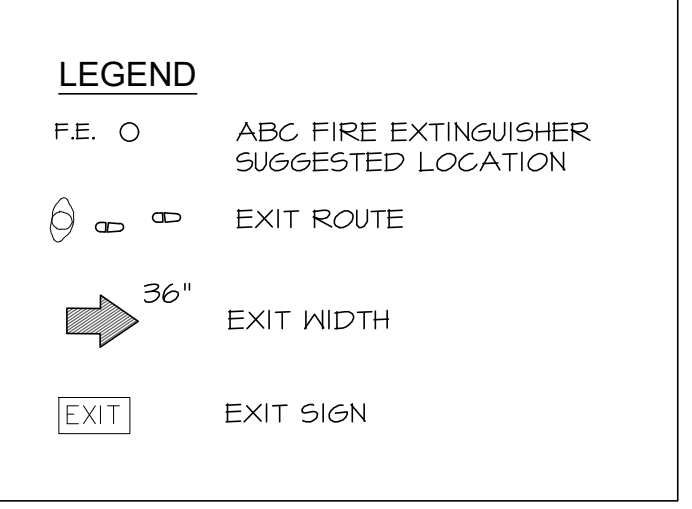 LEGEND
F.E. ABC FIRE EXTINGUISHER
SUGGESTED LOCATION
EXIT ROUTE
36"
EXIT WIDTH
EXIT EXIT SIGN